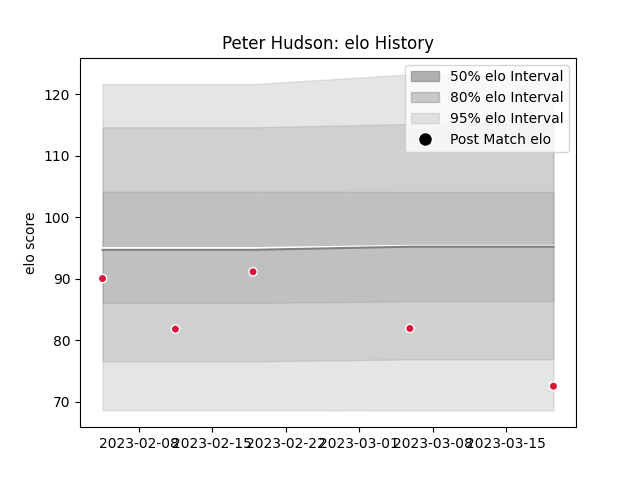 Peter Hudson: elo History
50% elo Interval
80% elo Interval
95% elo Interval
Post Match elo
elo score
120
110
100
90
80
70
2023-02-08
2023-02-15
2023-02-22
2023-03-01
2023-03-08
2023-03-15